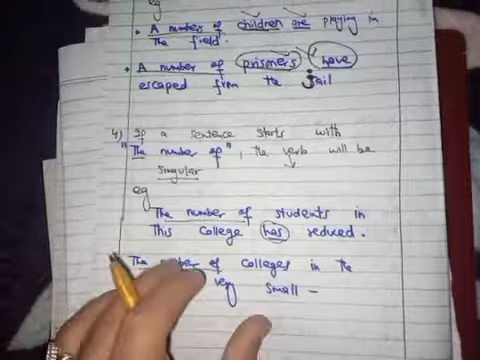 eg
• A number of children are playing in
the field.
• A number of prisoners have
escaped from the Jail
4) If a sentence starts with
"The number of", the verb will be
singular
eg
The number of students in
This College has reduced.
The number of Colleges in the
very small -